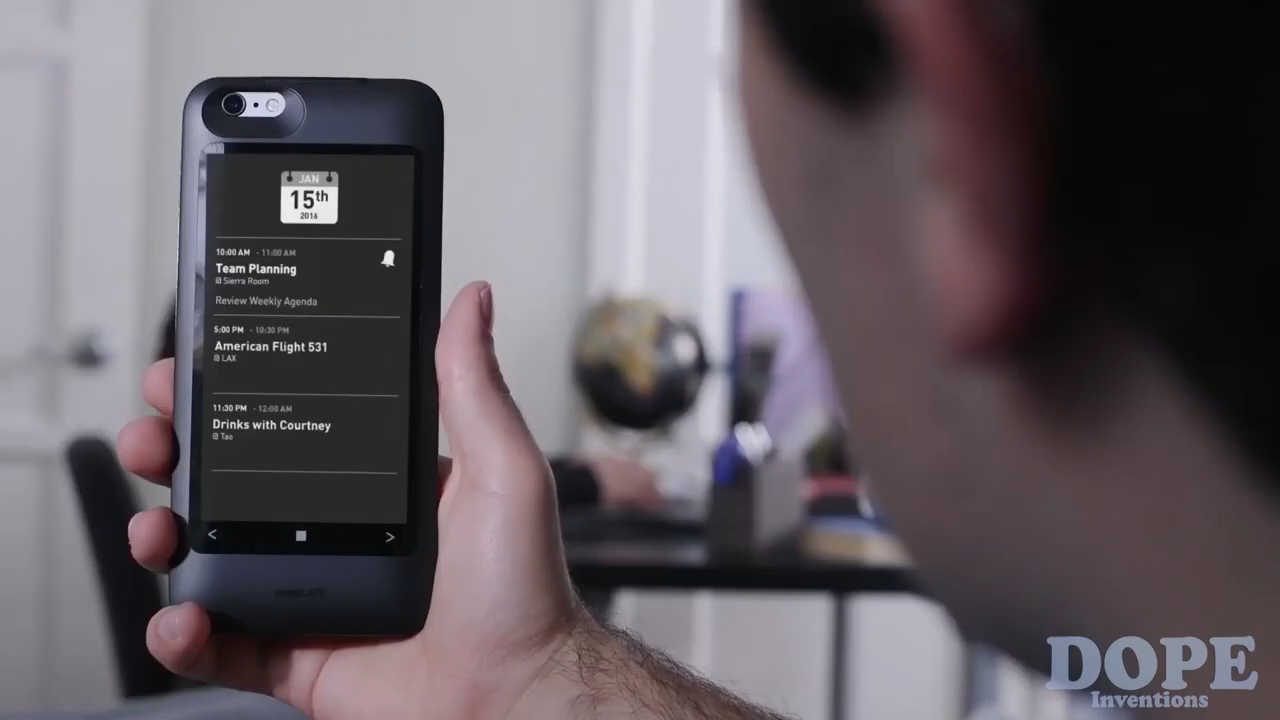 JAN
15th
2016
10:00 AM - 11:00 AM
Team Planning
@ Sierra Room
Review Weekly Agenda
5:00 PM - 10:30 PM
American Flight 531
@ LAX
11:30 PM - 12:00 AM
Drinks with Courtney
@ Tao
< >
DOPE
Inventions